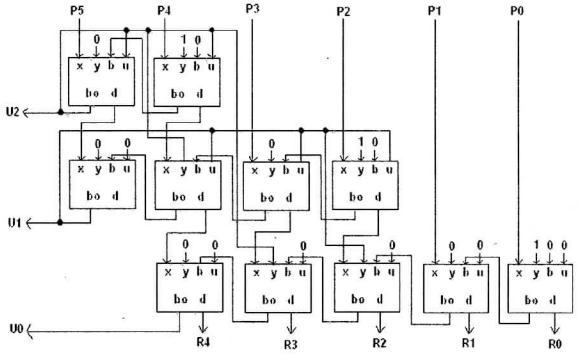 P5 P4 P3 P2 P1 P0
0 1 0
x y b u x y b u
bo d bo d
U2
0 0 0 1 0
x y b u x y b u x y b u x y b u
bo d bo d bo d bo d
U1
0 0 0 0 0 0 1 0 0
x y b u x y b u x y b u x y b u x y b u
bo d bo d bo d bo d bo d
U0
R4 R3 R2 R1 R0